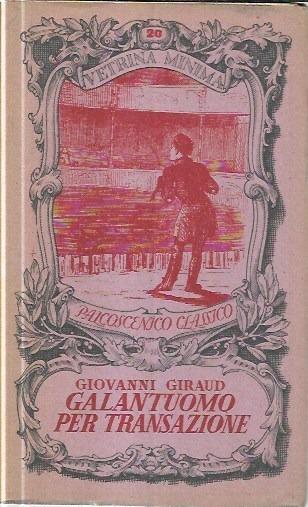 20
VETRINA MINIMA
PALCOSCENICO CLASSICO
GIOVANNI GIRAUD
GALANTUOMO
PER TRANSAZIONE